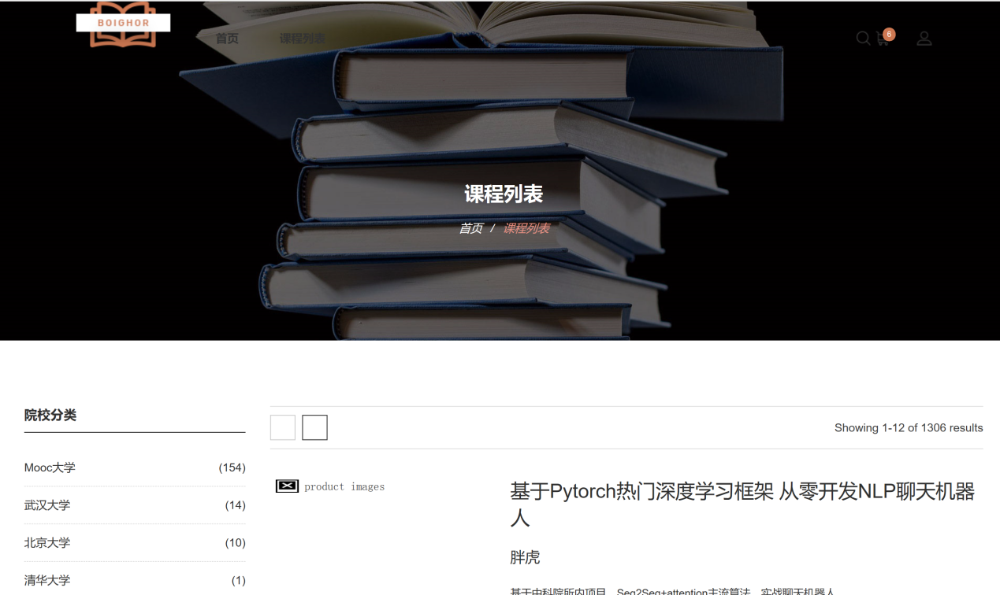 BOIGHOR
首页
课程列表
6
课程列表
首页 / 课程列表
院校分类
Showing 1-12 of 1306 results
Mooc大学 (154)
武汉大学 (14)
北京大学 (10)
清华大学 (1)
product images
基于Pytorch热门深度学习框架 从零开发NLP聊天机器
人
胖虎
基于中科院所内项目，Seq2Seq+attention主流算法，实战聊天机器人